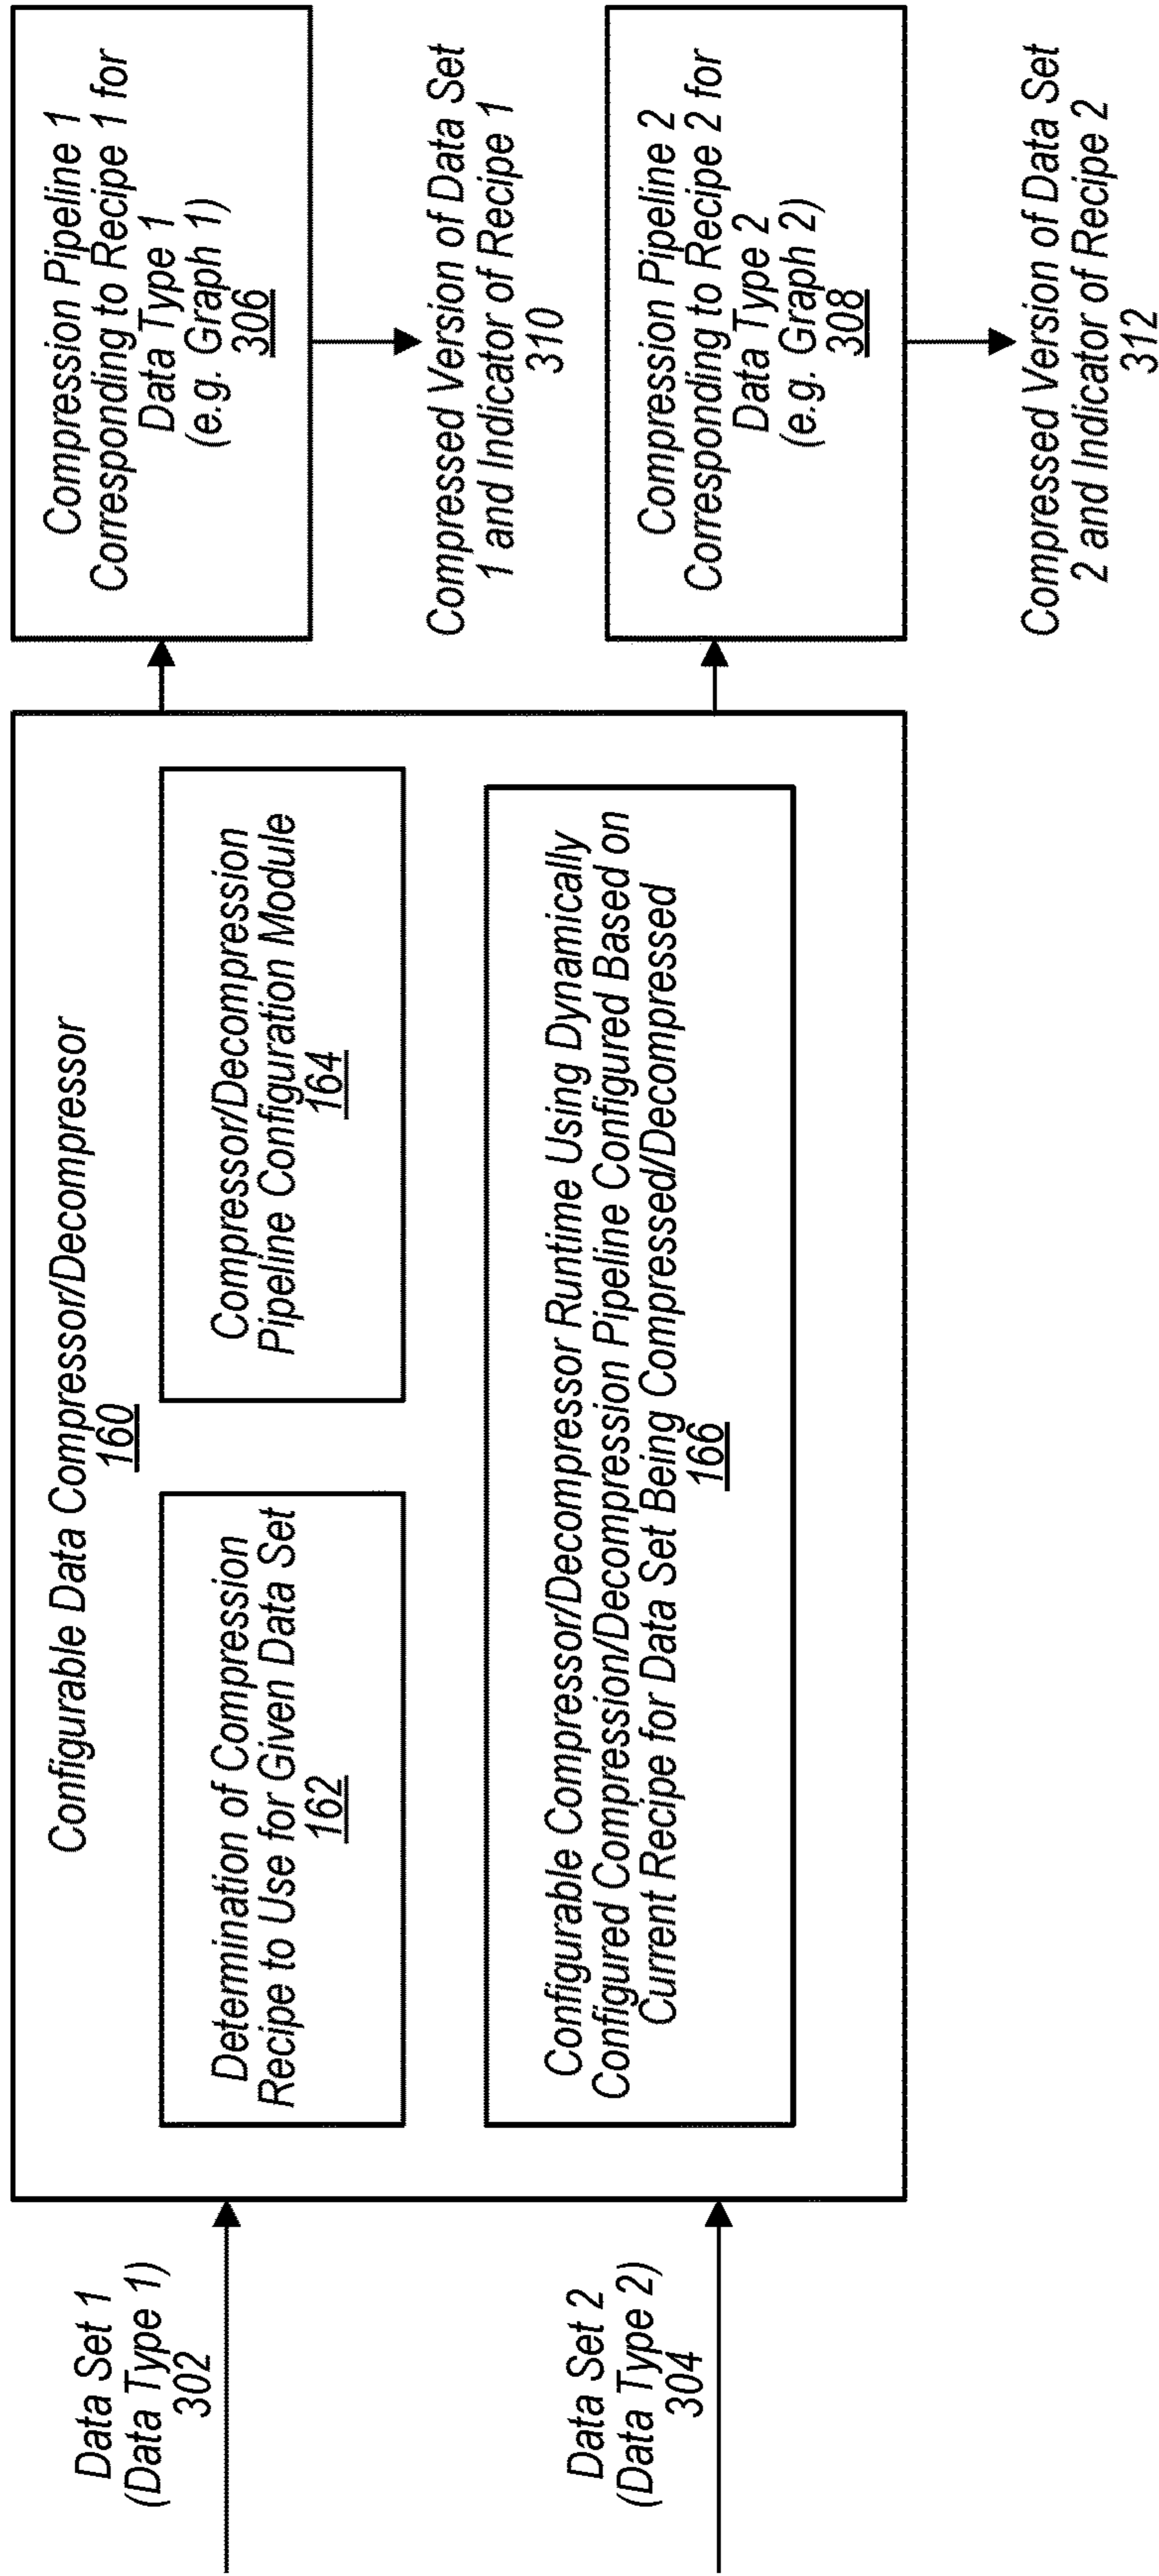 Data Set 1
(Data Type 1)
302
Data Set 2
(Data Type 2)
304
Configurable Data Compressor/Decompressor
160
Determination of Compression
Recipe to Use for Given Data Set
162
Compressor/Decompression
Pipeline Configuration Module
164
Configurable Compressor/Decompressor Runtime Using Dynamically
Configured Compression/Decompression Pipeline Configured Based on
Current Recipe for Data Set Being Compressed/Decompressed
166
Compression Pipeline 1
Corresponding to Recipe 1 for
Data Type 1
(e.g. Graph 1)
306
Compressed Version of Data Set
1 and Indicator of Recipe 1
310
Compression Pipeline 2
Corresponding to Recipe 2 for
Data Type 2
(e.g. Graph 2)
308
Compressed Version of Data Set
2 and Indicator of Recipe 2
312